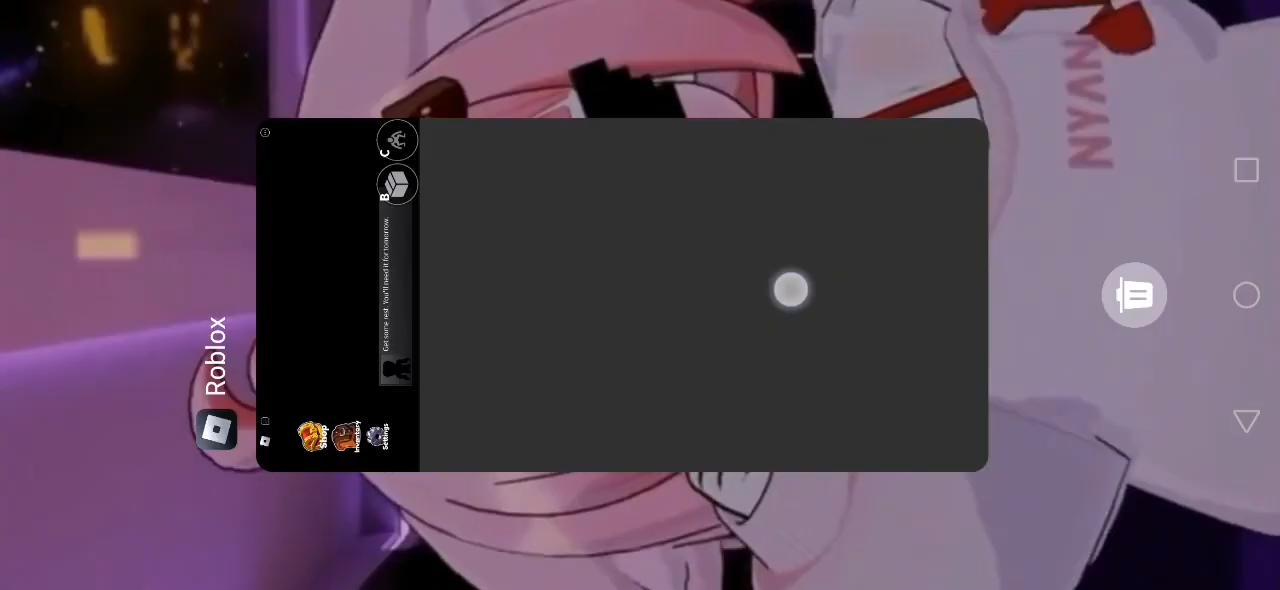 Roblox
C
B
Get some rest. You'll need it for tomorrow.
Shop
Inventory
Settings
NYAN